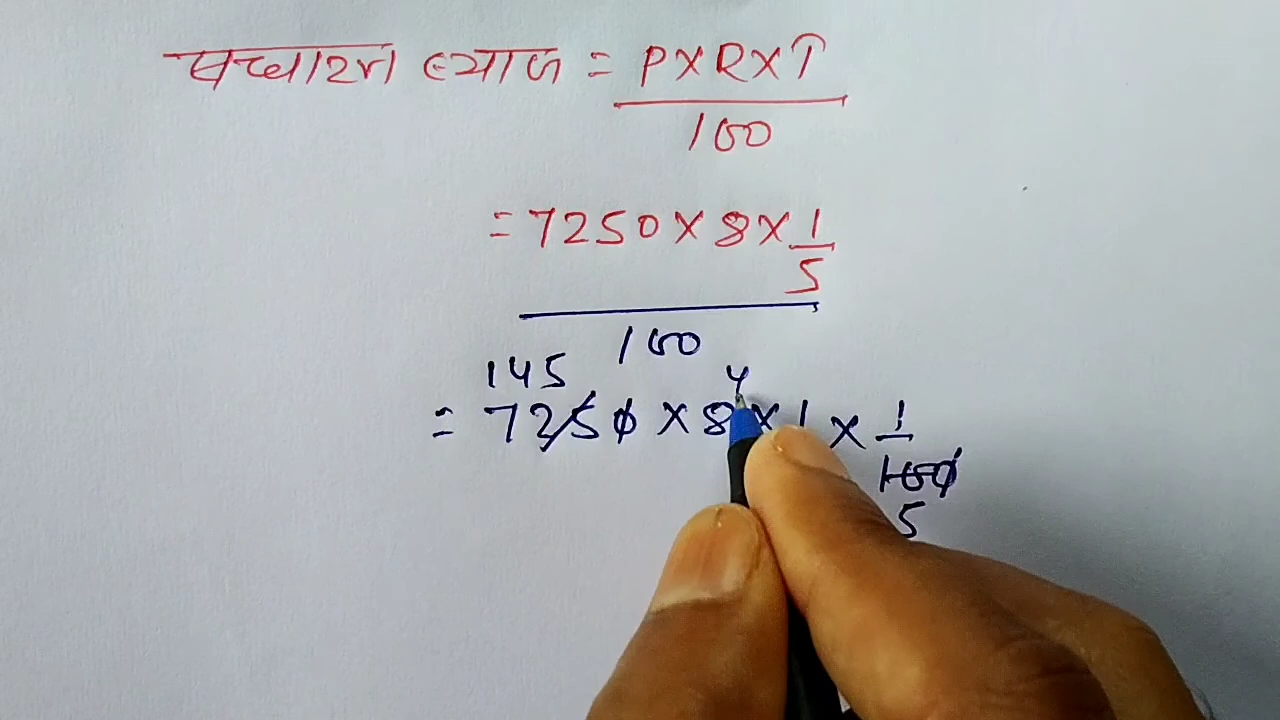 साधारण ब्याज = P×R×T
100
= 7250 × 8 × 1
5
100
145 4
= 7250 × 8 × 1 × 1
100
5